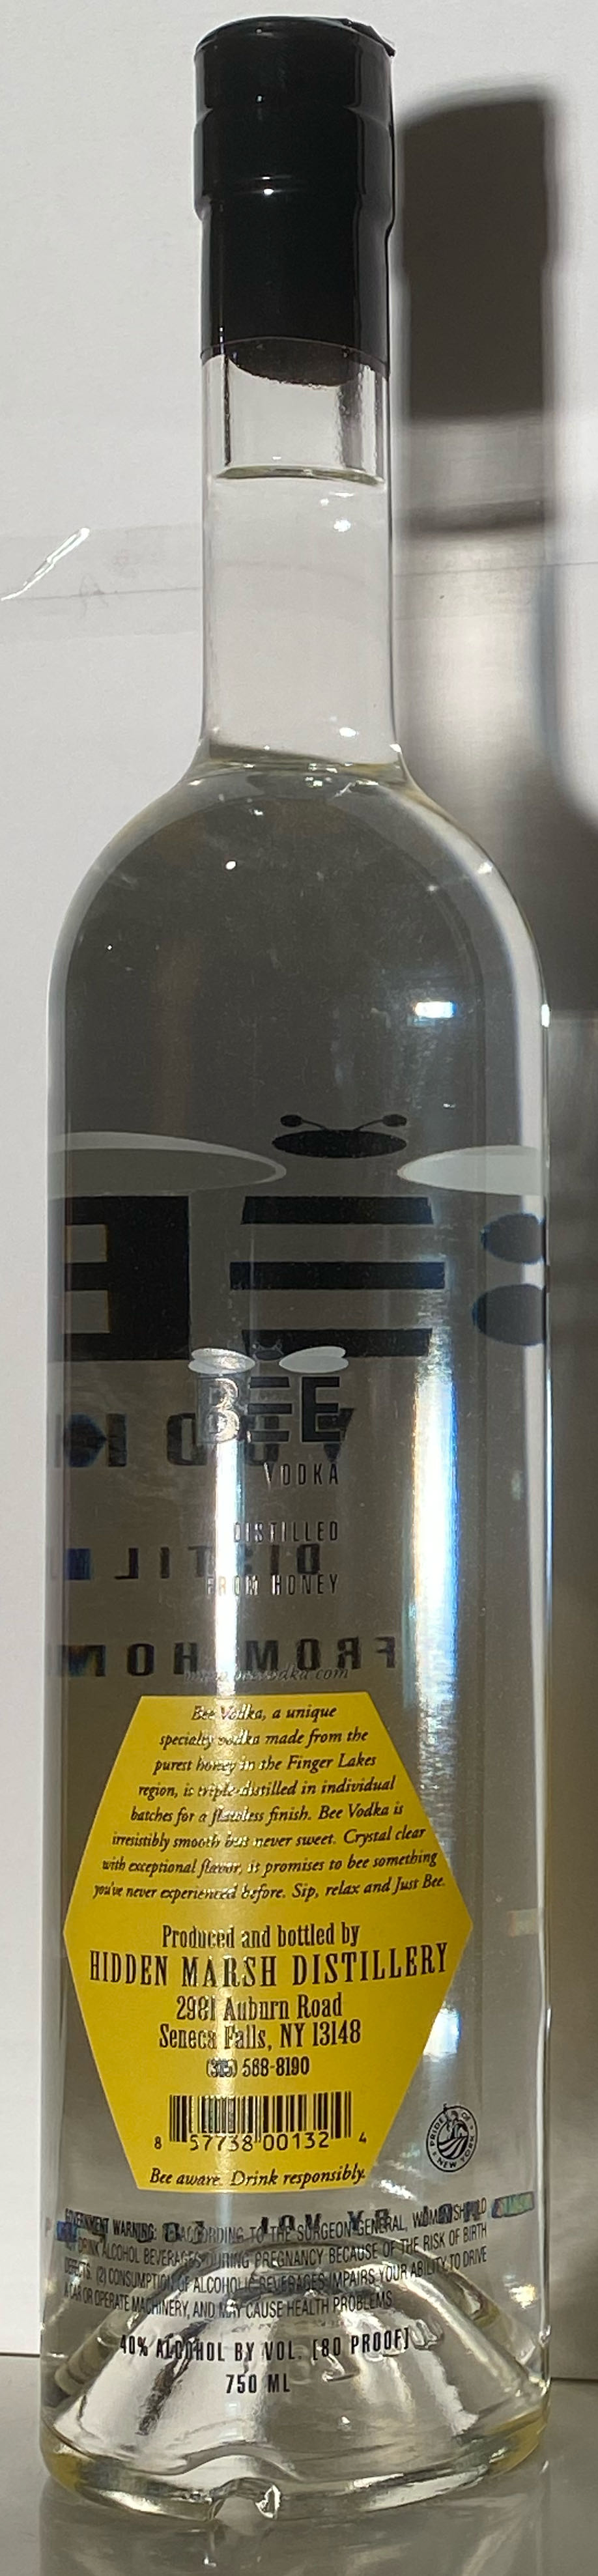 BEE
VODKA
DISTILLED
FROM HONEY
www.beevodka.com
Bee Vodka, a unique
specialty vodka made from the
purest honey in the Finger Lakes
region, is triple-distilled in individual
batches for a flawless finish. Bee Vodka is
irresistibly smooth but never sweet. Crystal clear
with exceptional flavor, it promises to bee something
you've never experienced before. Sip, relax and Just Bee.
Produced and bottled by
HIDDEN MARSH DISTILLERY
2981 Auburn Road
Seneca Falls, NY 13148
(315) 568-8190
8 57738 00132 4
Bee aware. Drink responsibly.
PRIDE OF NEW YORK
GOVERNMENT WARNING: ACCORDING TO THE SURGEON GENERAL, WOMEN SHOULD
DRINK ALCOHOL BEVERAGES DURING PREGNANCY BECAUSE OF THE RISK OF BIRTH
DEFECTS. (2) CONSUMPTION OF ALCOHOLIC BEVERAGES IMPAIRS YOUR ABILITY TO DRIVE
A CAR OR OPERATE MACHINERY, AND MAY CAUSE HEALTH PROBLEMS
40% ALCOHOL BY VOL. [80 PROOF]
750 ML